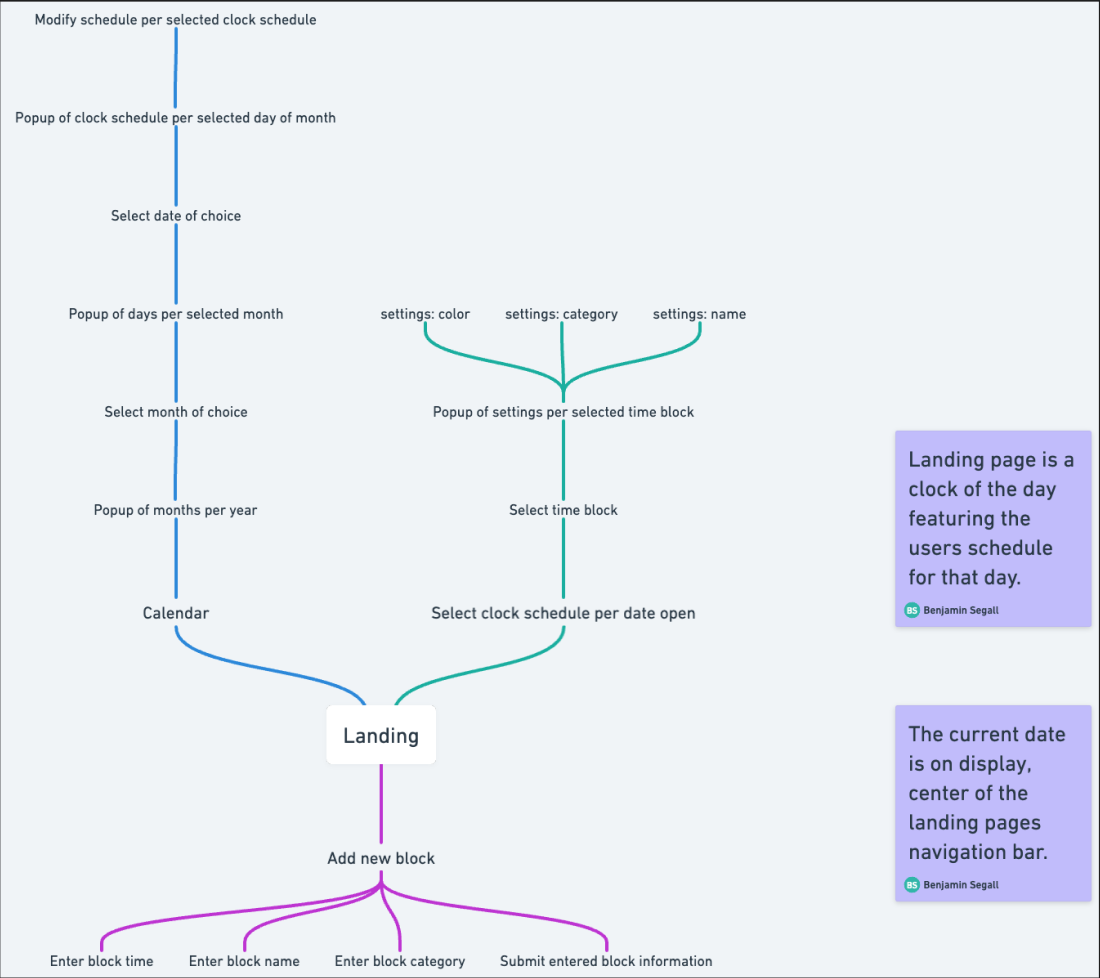 Modify schedule per selected clock schedule
Popup of clock schedule per selected day of month
Select date of choice
Popup of days per selected month
settings: color
settings: category
settings: name
Select month of choice
Popup of settings per selected time block
Popup of months per year
Select time block
Calendar
Select clock schedule per date open
Landing
Add new block
Enter block time
Enter block name
Enter block category
Submit entered block information
Landing page is a
clock of the day
featuring the
users schedule
for that day.
BS Benjamin Segall
The current date
is on display,
center of the
landing pages
navigation bar.
BS Benjamin Segall